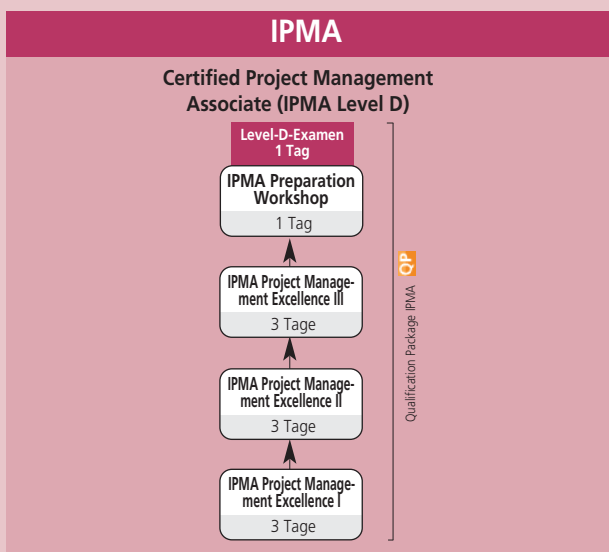 IPMA
Certified Project Management
Associate (IPMA Level D)
Level-D-Examen
1 Tag
IPMA Preparation
Workshop
1 Tag
IPMA Project Manage-
ment Excellence III
3 Tage
IPMA Project Manage-
ment Excellence II
3 Tage
IPMA Project Manage-
ment Excellence I
3 Tage
Qualification Package IPMA QP